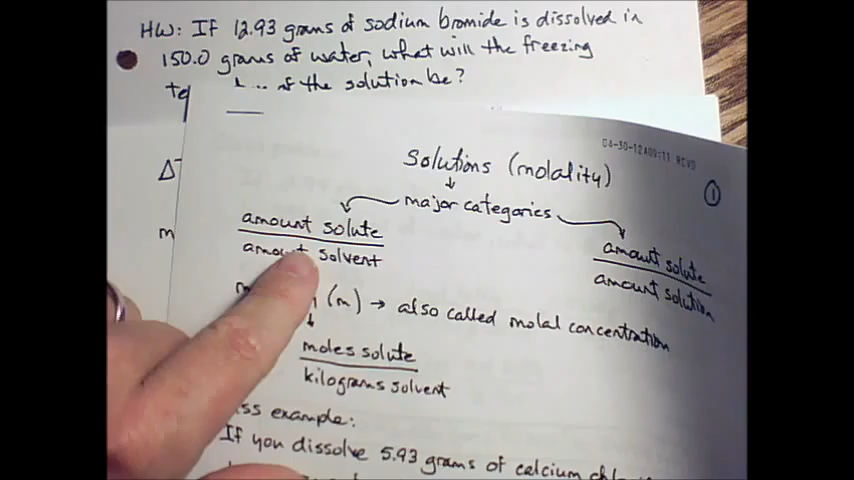 HW: If 12.93 grams of sodium bromide is dissolved in
150.0 grams of water, what will the freezing
of the solution be?
04-30-12A09:11 RCVD
Solutions (molality)
1
major categories
amount solute
amount solvent
amount solute
amount solution
(m) → also called molal concentration
moles solute
kilograms solvent
example:
If you dissolve 5.93 grams of calcium